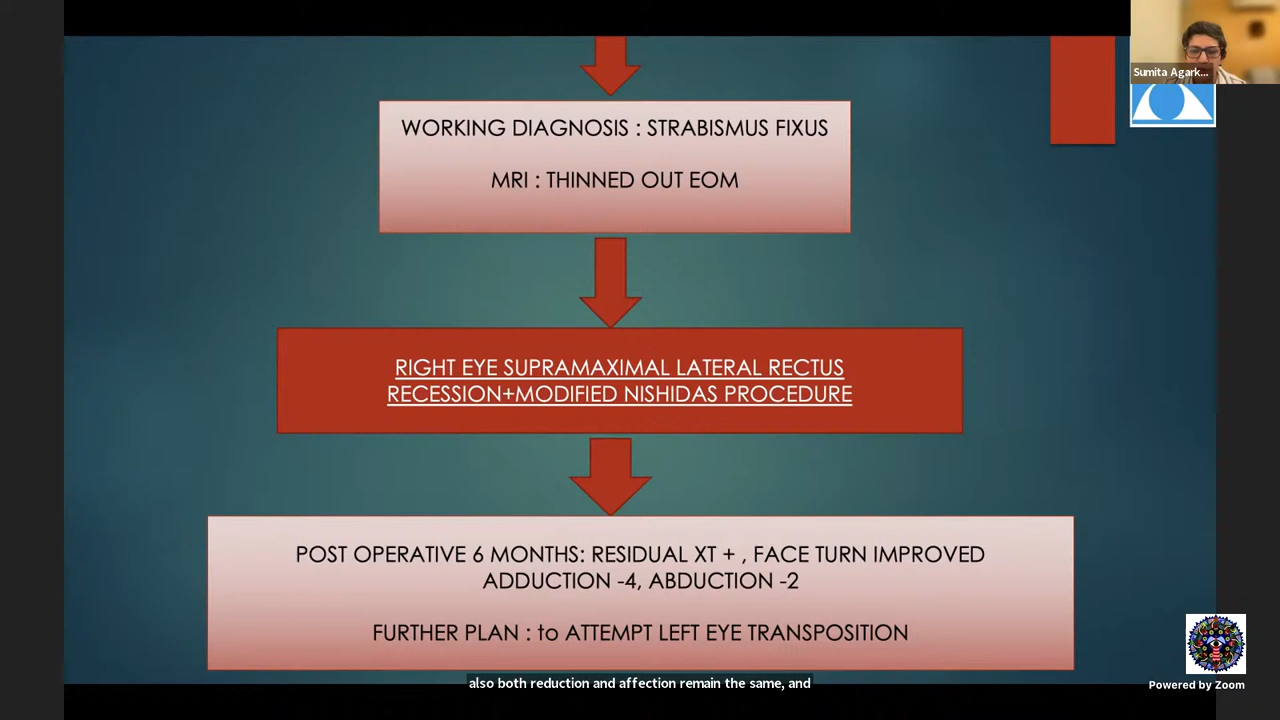 Sumita Agark...
WORKING DIAGNOSIS : STRABISMUS FIXUS
MRI : THINNED OUT EOM
RIGHT EYE SUPRAMAXIMAL LATERAL RECTUS
RECESSION+MODIFIED NISHIDAS PROCEDURE
POST OPERATIVE 6 MONTHS: RESIDUAL XT + , FACE TURN IMPROVED
ADDUCTION -4, ABDUCTION -2
FURTHER PLAN : to ATTEMPT LEFT EYE TRANSPOSITION
also both reduction and affection remain the same, and
Powered by Zoom